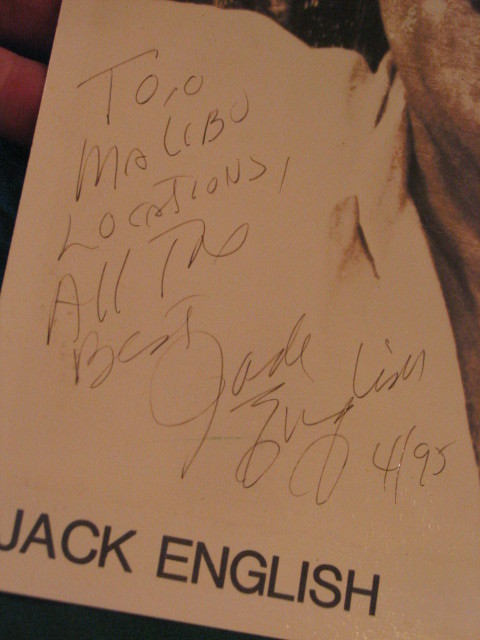 To,o
MALIBU
LOCATIONS,
All The
Best
Jack
English
4/95
JACK ENGLISH